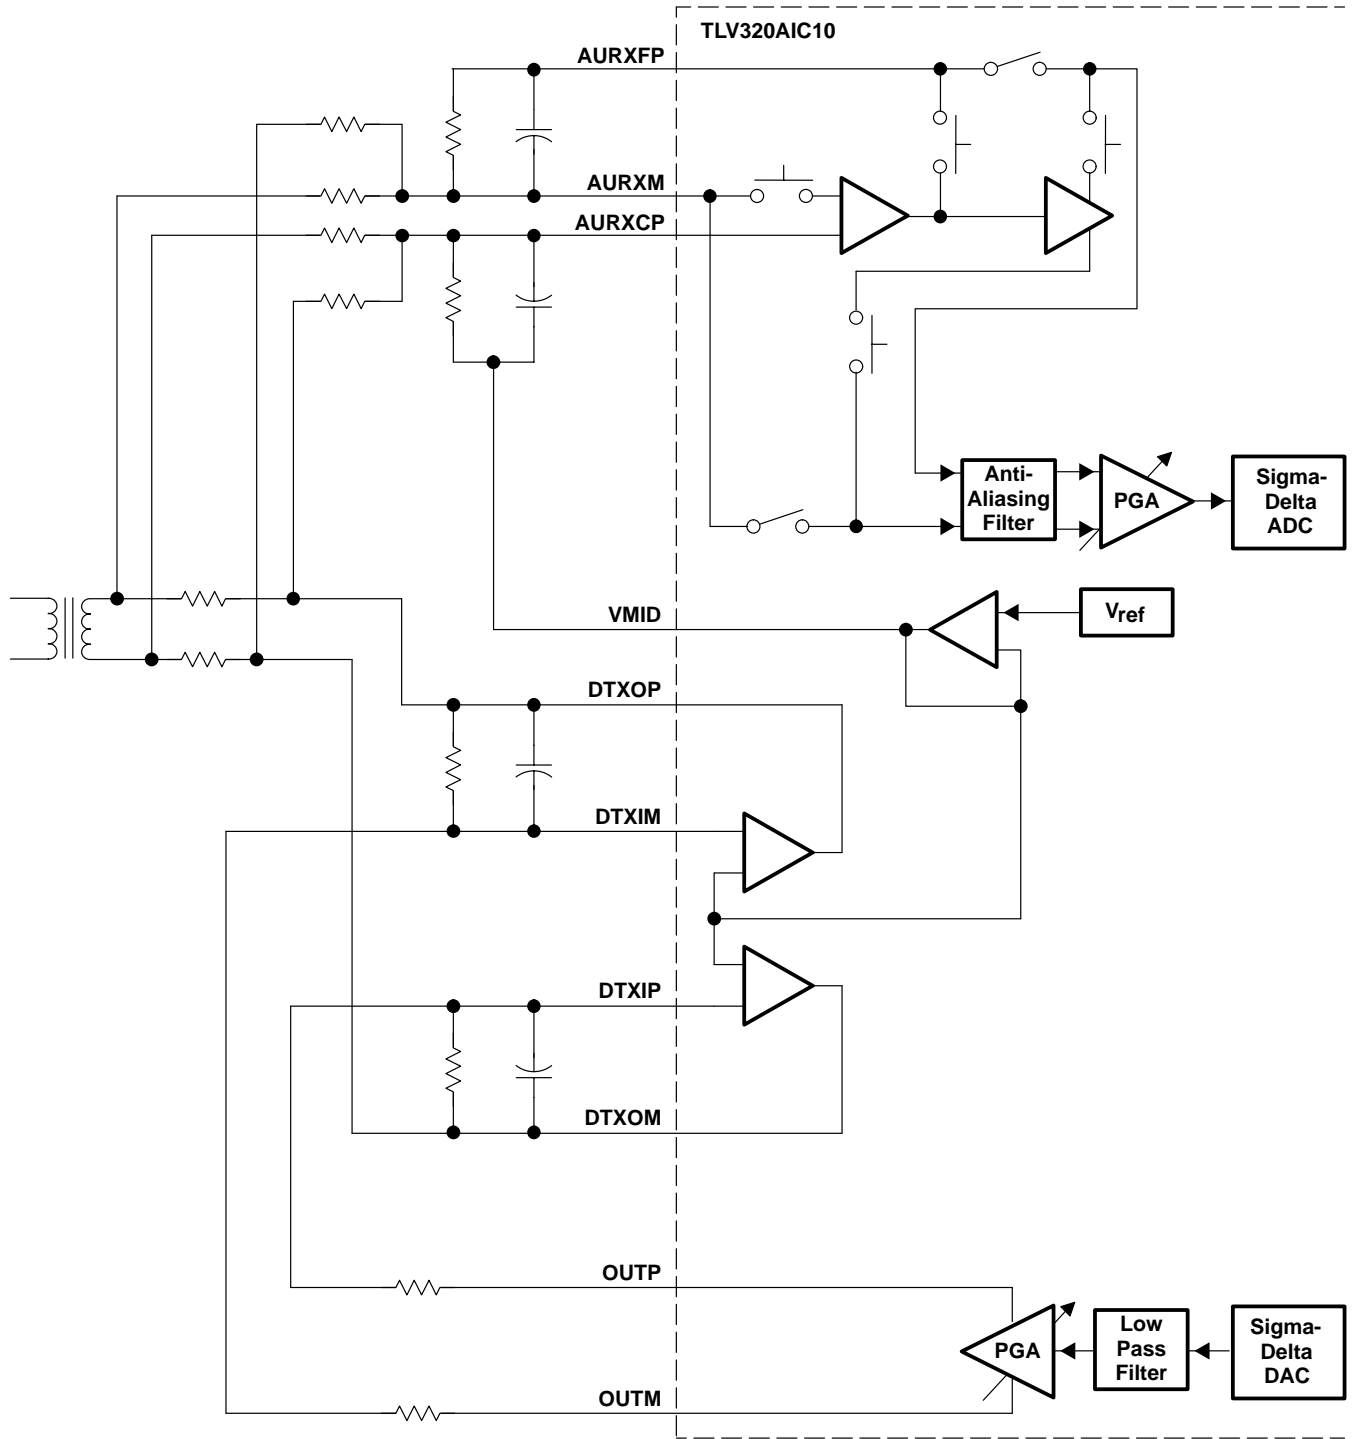 TLV320AIC10
AURXFP
AURXM
AURXCP
Anti-
Aliasing
Filter
PGA
Sigma-
Delta
ADC
VMID
Vref
DTXOP
DTXIM
DTXIP
DTXOM
OUTP
PGA
Low
Pass
Filter
Sigma-
Delta
DAC
OUTM